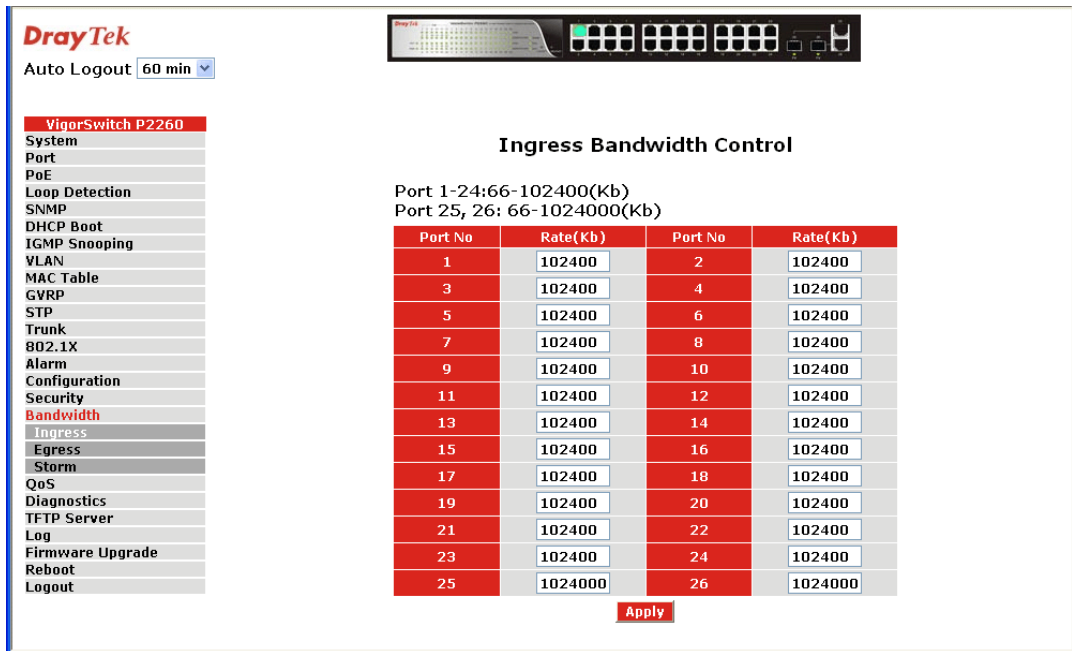 DrayTek
Auto Logout 60 min
DrayTek
VigorSwitch P2260
System
Port
PoE
Loop Detection
SNMP
DHCP Boot
IGMP Snooping
VLAN
MAC Table
GVRP
STP
Trunk
802.1X
Alarm
Configuration
Security
Bandwidth
Ingress
Egress
Storm
QoS
Diagnostics
TFTP Server
Log
Firmware Upgrade
Reboot
Logout
Ingress Bandwidth Control
Port 1-24:66-102400(Kb)
Port 25, 26: 66-1024000(Kb)
Port No Rate(Kb) Port No Rate(Kb)
1 102400 2 102400
3 102400 4 102400
5 102400 6 102400
7 102400 8 102400
9 102400 10 102400
11 102400 12 102400
13 102400 14 102400
15 102400 16 102400
17 102400 18 102400
19 102400 20 102400
21 102400 22 102400
23 102400 24 102400
25 1024000 26 1024000
Apply